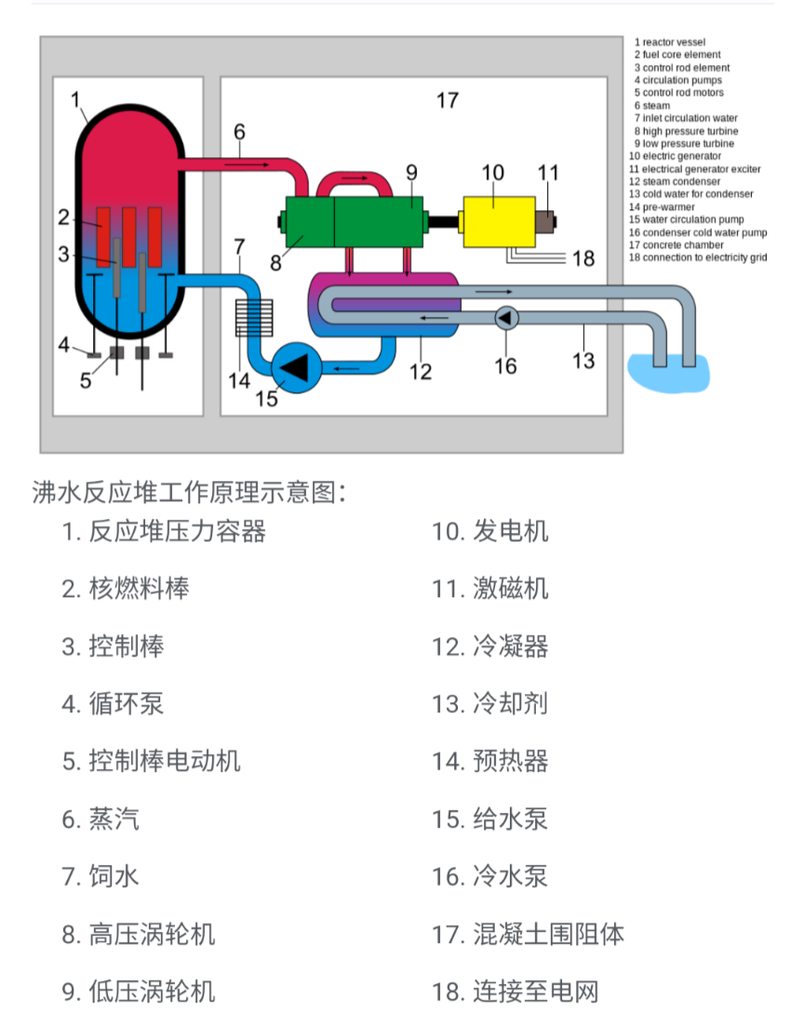 1
17
6
9
10
11
2
3
7
8
18
4
5
14
15
12
16
13
1 reactor vessel
2 fuel core element
3 control rod element
4 circulation pumps
5 control rod motors
6 steam
7 inlet circulation water
8 high pressure turbine
9 low pressure turbine
10 electric generator
11 electrical generator exciter
12 steam condenser
13 cold water for condenser
14 pre-warmer
15 water circulation pump
16 condenser cold water pump
17 concrete chamber
18 connection to electricity grid
沸水反应堆工作原理示意图：
1. 反应堆压力容器
2. 核燃料棒
3. 控制棒
4. 循环泵
5. 控制棒电动机
6. 蒸汽
7. 饲水
8. 高压涡轮机
9. 低压涡轮机
10. 发电机
11. 激磁机
12. 冷凝器
13. 冷却剂
14. 预热器
15. 给水泵
16. 冷水泵
17. 混凝土围阻体
18. 连接至电网